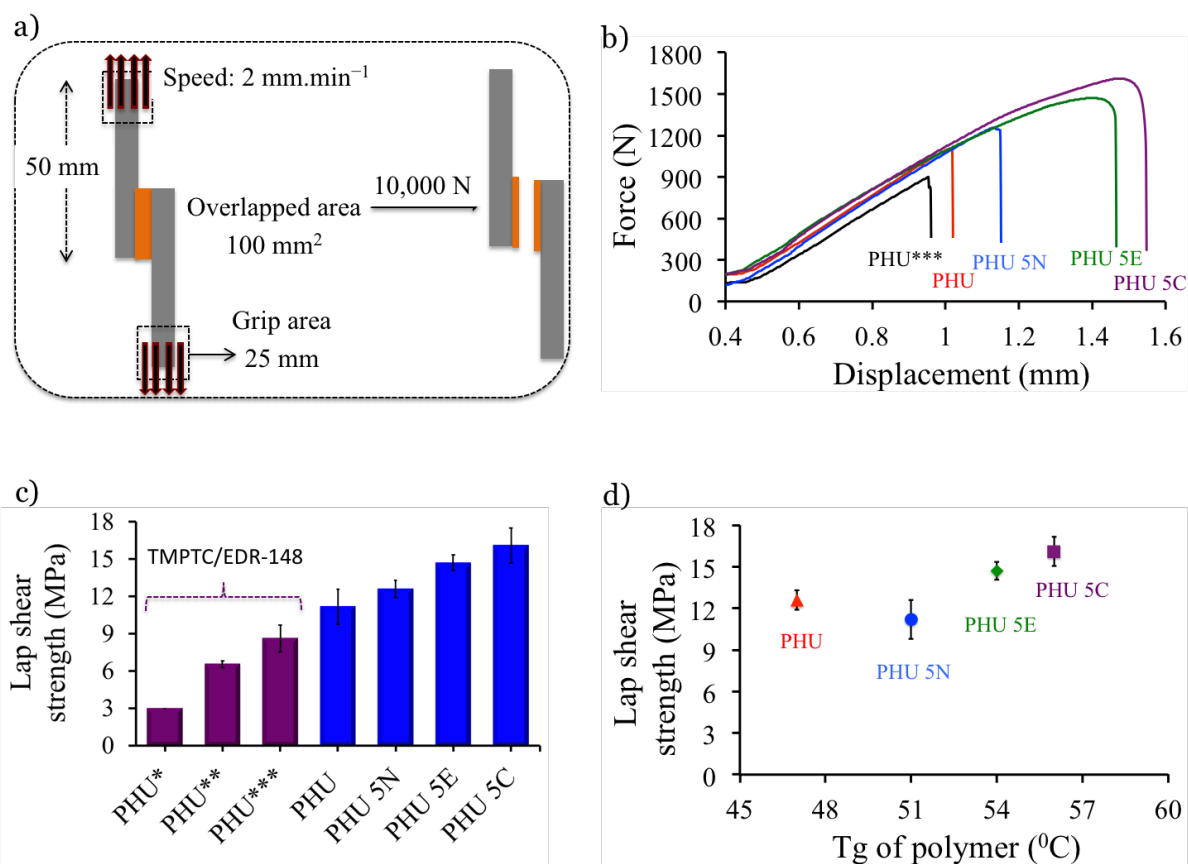 a)
Speed: 2 mm.min⁻¹
50 mm
10,000 N
Overlapped area
100 mm²
Grip area
25 mm
b)
1800
1500
1200
900
600
300
0
Force (N)
PHU***
PHU
PHU 5N
PHU 5E
PHU 5C
0.4
0.6
0.8
1
1.2
1.4
1.6
Displacement (mm)
c)
18
15
12
9
6
3
0
Lap shear
strength (MPa)
TMPTC/EDR-148
PHU*
PHU**
PHU***
PHU
PHU 5N
PHU 5E
PHU 5C
d)
18
15
12
9
6
3
0
Lap shear
strength (MPa)
PHU
PHU 5N
PHU 5E
PHU 5C
45
48
51
54
57
60
Tg of polymer (⁰C)